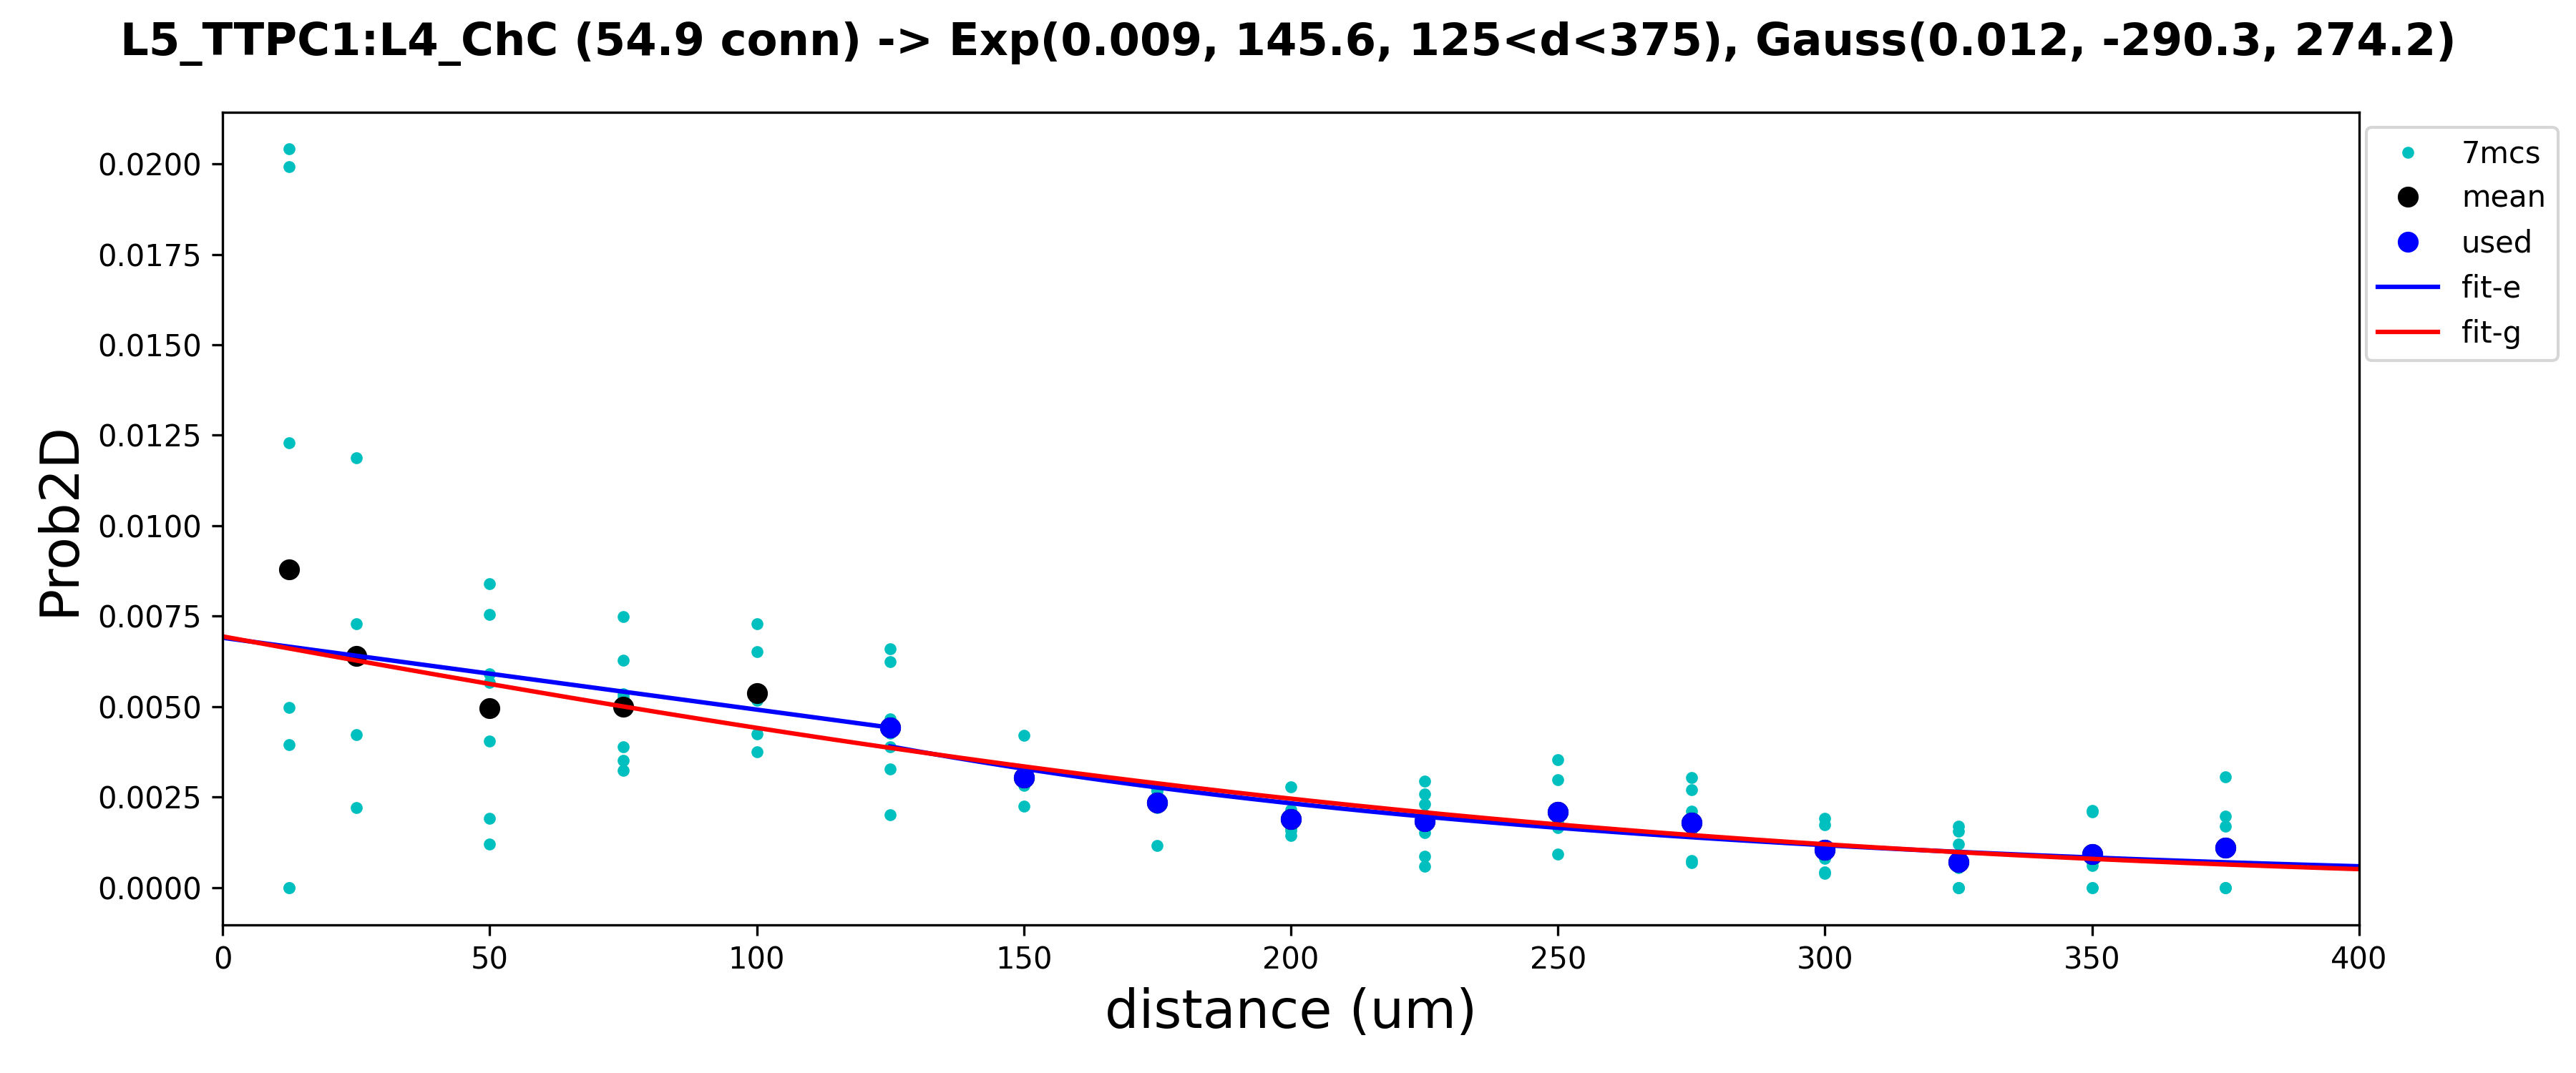 L5_TTPC1:L4_ChC (54.9 conn) -> Exp(0.009, 145.6, 125<d<375), Gauss(0.012, -290.3, 274.2)
7mcs
mean
used
fit-e
fit-g
Prob2D
0.0200
0.0175
0.0150
0.0125
0.0100
0.0075
0.0050
0.0025
0.0000
0 50 100 150 200 250 300 350 400
distance (um)